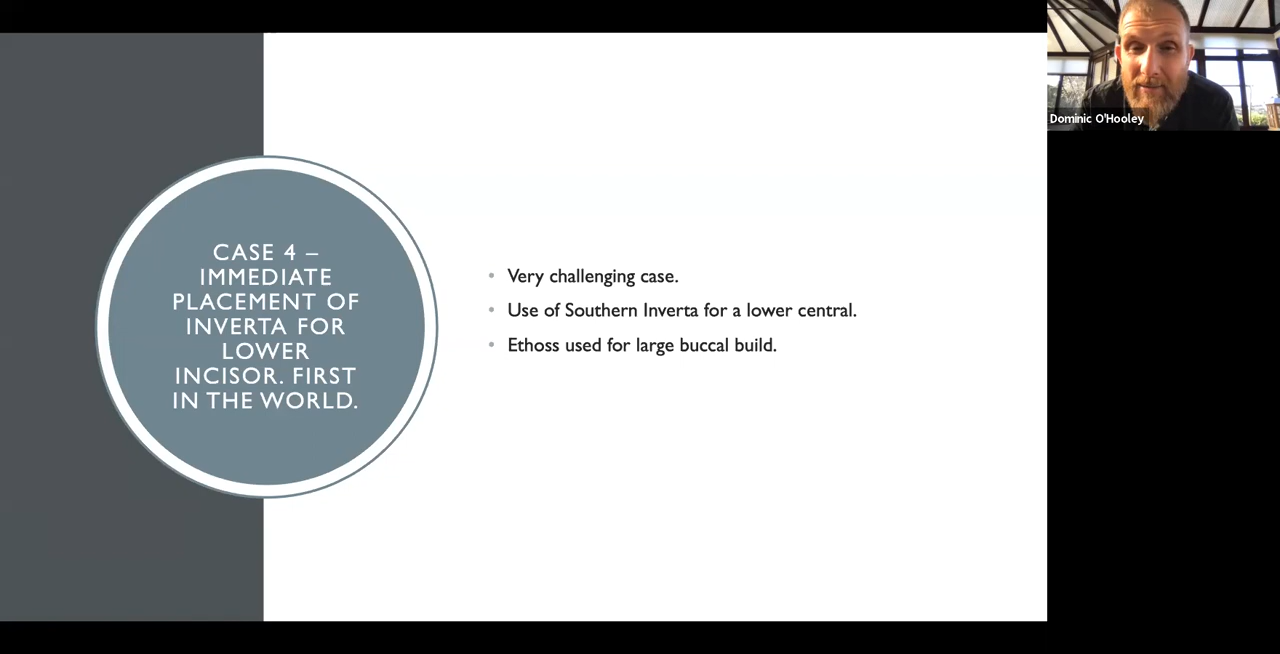 CASE 4 –
IMMEDIATE
PLACEMENT OF
INVERTA FOR
LOWER
INCISOR. FIRST
IN THE WORLD.
• Very challenging case.
• Use of Southern Inverta for a lower central.
• Ethoss used for large buccal build.
Dominic O'Hooley